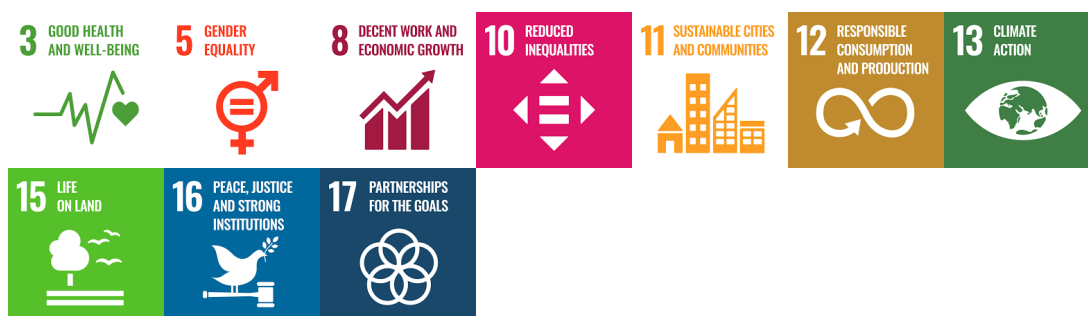 3 GOOD HEALTH
AND WELL-BEING
5 GENDER
EQUALITY
8 DECENT WORK AND
ECONOMIC GROWTH
10 REDUCED
INEQUALITIES
11 SUSTAINABLE CITIES
AND COMMUNITIES
12 RESPONSIBLE
CONSUMPTION
AND PRODUCTION
13 CLIMATE
ACTION
15 LIFE
ON LAND
16 PEACE, JUSTICE
AND STRONG
INSTITUTIONS
17 PARTNERSHIPS
FOR THE GOALS